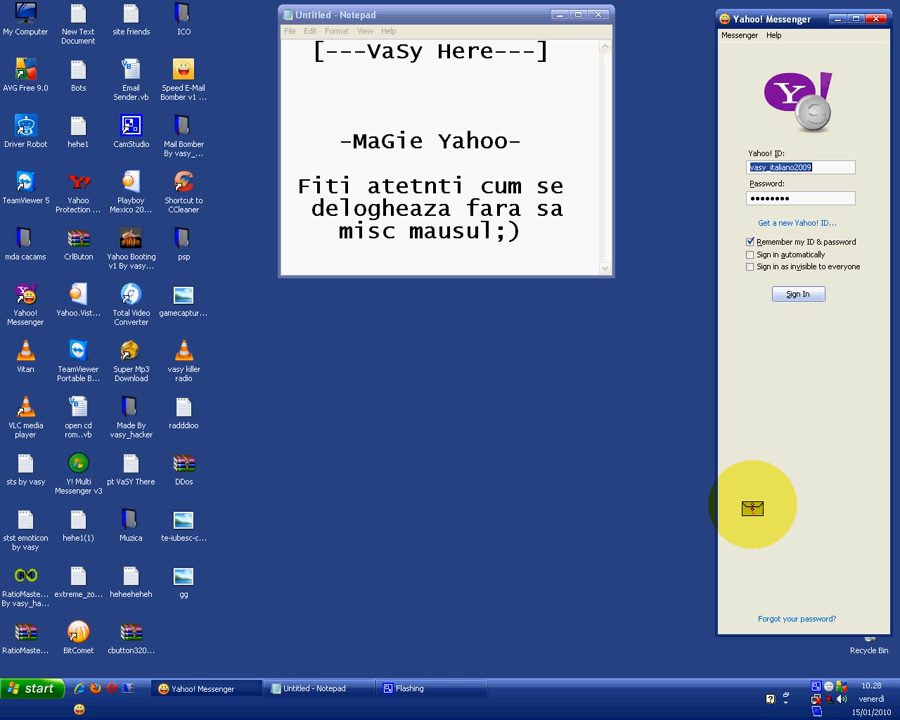 My Computer
New Text
Document
site friends
ICO
AVG Free 9.0
Bots
Email
Sender.vb
Speed E-Mail
Bomber v1 ...
Driver Robot
hehe1
CamStudio
Mail Bomber
By vasy_...
TeamViewer 5
Yahoo
Protection ...
Playboy
Mexico 20...
Shortcut to
CCleaner
mda cacams
CrlButon
Yahoo Booting
v1 By vasy...
psp
Yahoo!
Messenger
Yahoo.Vist...
Total Video
Converter
gamecaptur...
Vitan
TeamViewer
Portable B...
Super Mp3
Download
vasy killer
radio
VLC media
player
open cd
rom..vb
Made By
vasy_hacker
radddioo
sts by vasy
Y! Multi
Messenger v3
pt VaSY There
DDos
stst emoticon
by vasy
hehe1(1)
Muzica
te-iubesc-c...
RatioMaste...
By vasy_ha...
extreme_zo...
heheeheheh
gg
RatioMaste...
BitComet
cbutton320...
Untitled - Notepad
File Edit Format View Help
[---VaSy Here---]
-MaGie Yahoo-
Fiti atetnti cum se
delogheaza fara sa
misc mausul;)
Yahoo! Messenger
Messenger Help
Y!
Yahoo! ID:
vasy_italiano2009
Password:
Get a new Yahoo! ID...
Remember my ID & password
Sign in automatically
Sign in as invisible to everyone
Sign In
Forgot your password?
Recycle Bin
start
Yahoo! Messenger
Untitled - Notepad
Flashing
10.28
venerdì
15/01/2010